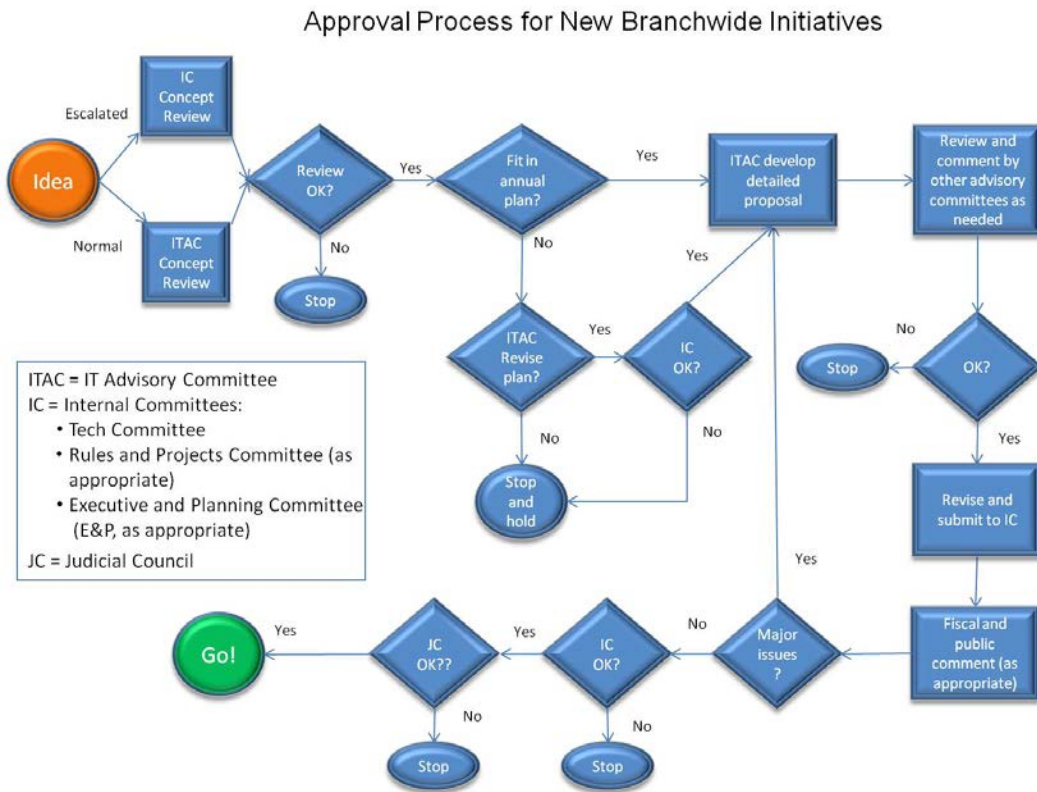 Approval Process for New Branchwide Initiatives
IC
Concept
Review
Escalated
Idea
Normal
ITAC
Concept
Review
Review
OK?
Yes
No
Stop
Fit in
annual
plan?
Yes
No
ITAC develop
detailed
proposal
Review and
comment by
other advisory
committees as
needed
ITAC
Revise
plan?
Yes
No
IC
OK?
Yes
No
Stop
and
hold
OK?
No
Stop
Yes
Revise and
submit to IC
Fiscal and
public
comment (as
appropriate)
Major
issues
?
Yes
No
IC
OK?
Yes
No
Stop
JC
OK??
Yes
No
Stop
Go!
ITAC = IT Advisory Committee
IC = Internal Committees:
• Tech Committee
• Rules and Projects Committee (as
appropriate)
• Executive and Planning Committee
(E&P, as appropriate)
JC = Judicial Council